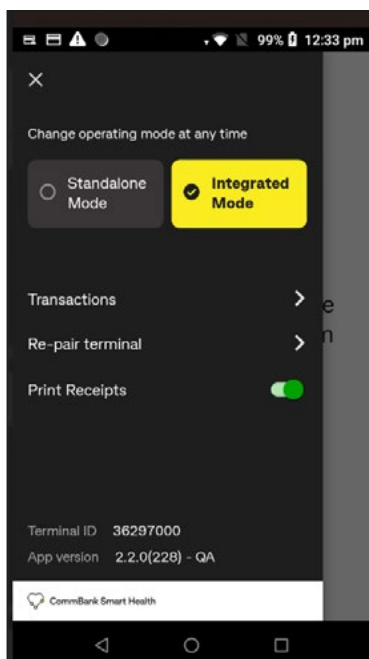 99% 12:33 pm
Change operating mode at any time
Standalone
Mode
Integrated
Mode
Transactions
Re-pair terminal
Print Receipts
Terminal ID 36297000
App version 2.2.0(228) - QA
CommBank Smart Health
e
n